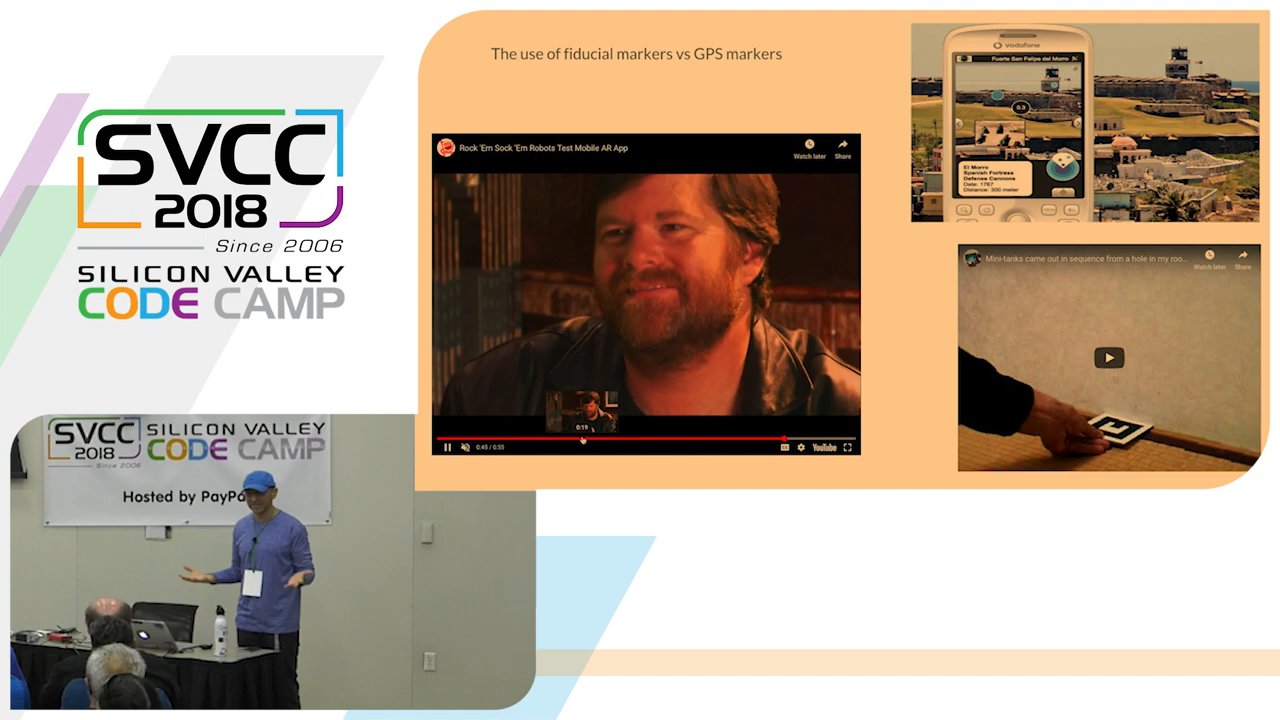 SVCC
2018
Since 2006
SILICON VALLEY
CODE CAMP
The use of fiducial markers vs GPS markers
Rock 'Em Sock 'Em Robots Test Mobile AR App
Watch later
Share
0:19
0:45 / 0:55
YouTube
vodafone
Fuerte San Felipe del Morro
0.3
El Morro
Spanish Fortress
Defense Cannons
Date: 1787
Distance: 300 meter
Mini-tanks came out in sequence from a hole in my roo...
Watch later
Share
SVCC
2018
Since 2006
SILICON VALLEY
CODE CAMP
Hosted by PayPa